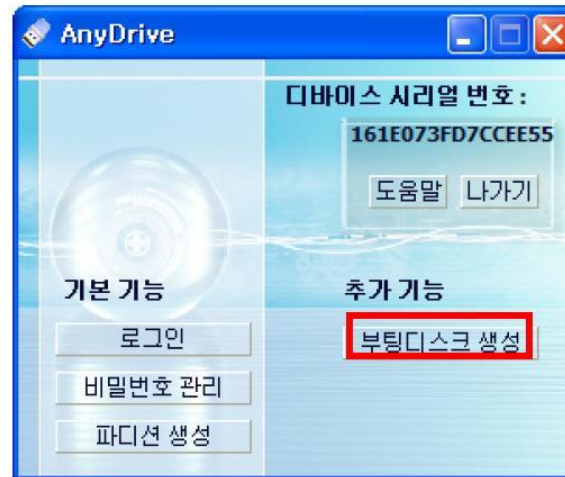 AnyDrive
디바이스 시리얼 번호 :
161E073FD7CCEE55
도움말 나가기
기본 기능
추가 기능
로그인
부팅디스크 생성
비밀번호 관리
파디션 생성